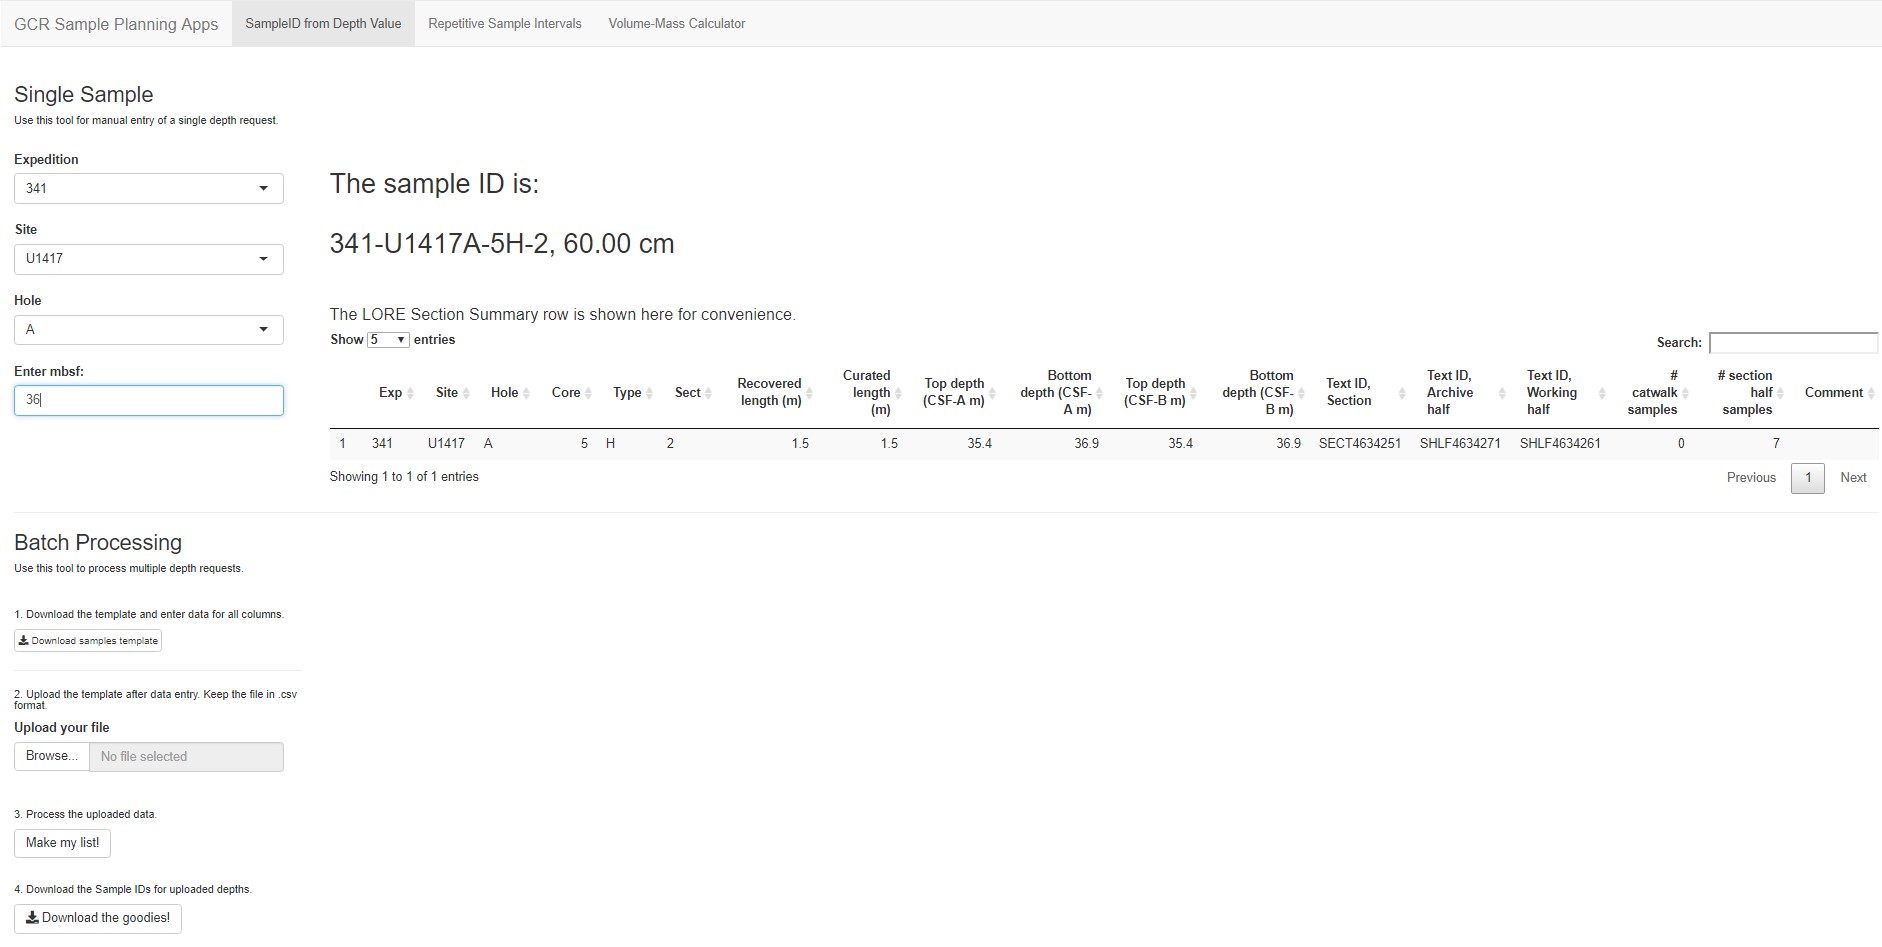 GCR Sample Planning Apps SampleID from Depth Value Repetitive Sample Intervals Volume-Mass Calculator
Single Sample
Use this tool for manual entry of a single depth request.
Expedition
341
Site
U1417
Hole
A
Enter mbsf:
36
The sample ID is:
341-U1417A-5H-2, 60.00 cm
The LORE Section Summary row is shown here for convenience.
Show 5 entries
Search:
Exp Site Hole Core Type Sect Recovered length (m) Curated length (m) Top depth (CSF-A m) Bottom depth (CSF-A m) Top depth (CSF-B m) Bottom depth (CSF-B m) Text ID, Section Text ID, Archive half Text ID, Working half # catwalk samples # section half samples Comment
1 341 U1417 A 5 H 2 1.5 1.5 35.4 36.9 35.4 36.9 SECT4634251 SHLF4634271 SHLF4634261 0 7
Showing 1 to 1 of 1 entries
Previous 1 Next
Batch Processing
Use this tool to process multiple depth requests.
1. Download the template and enter data for all columns.
Download samples template
2. Upload the template after data entry. Keep the file in .csv
format.
Upload your file
Browse... No file selected
3. Process the uploaded data.
Make my list!
4. Download the Sample IDs for uploaded depths.
Download the goodies!